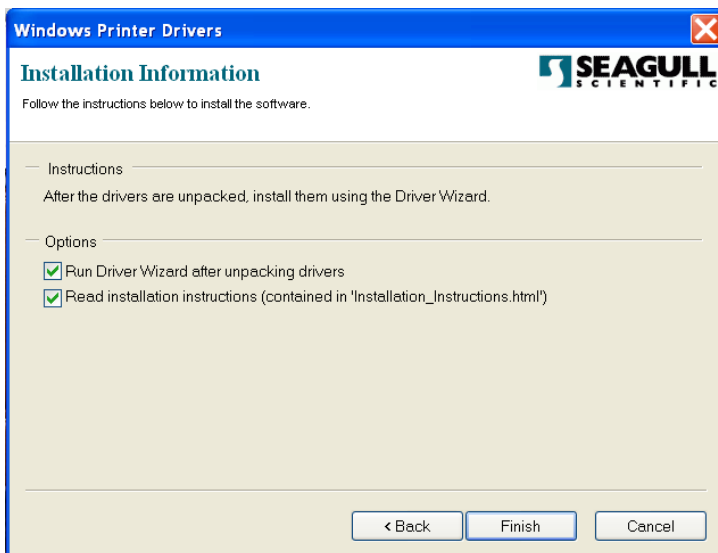 Windows Printer Drivers
Installation Information
SEAGULL
SCIENTIFIC
Follow the instructions below to install the software.
Instructions
After the drivers are unpacked, install them using the Driver Wizard.
Options
Run Driver Wizard after unpacking drivers
Read installation instructions (contained in 'Installation_Instructions.html')
< Back
Finish
Cancel